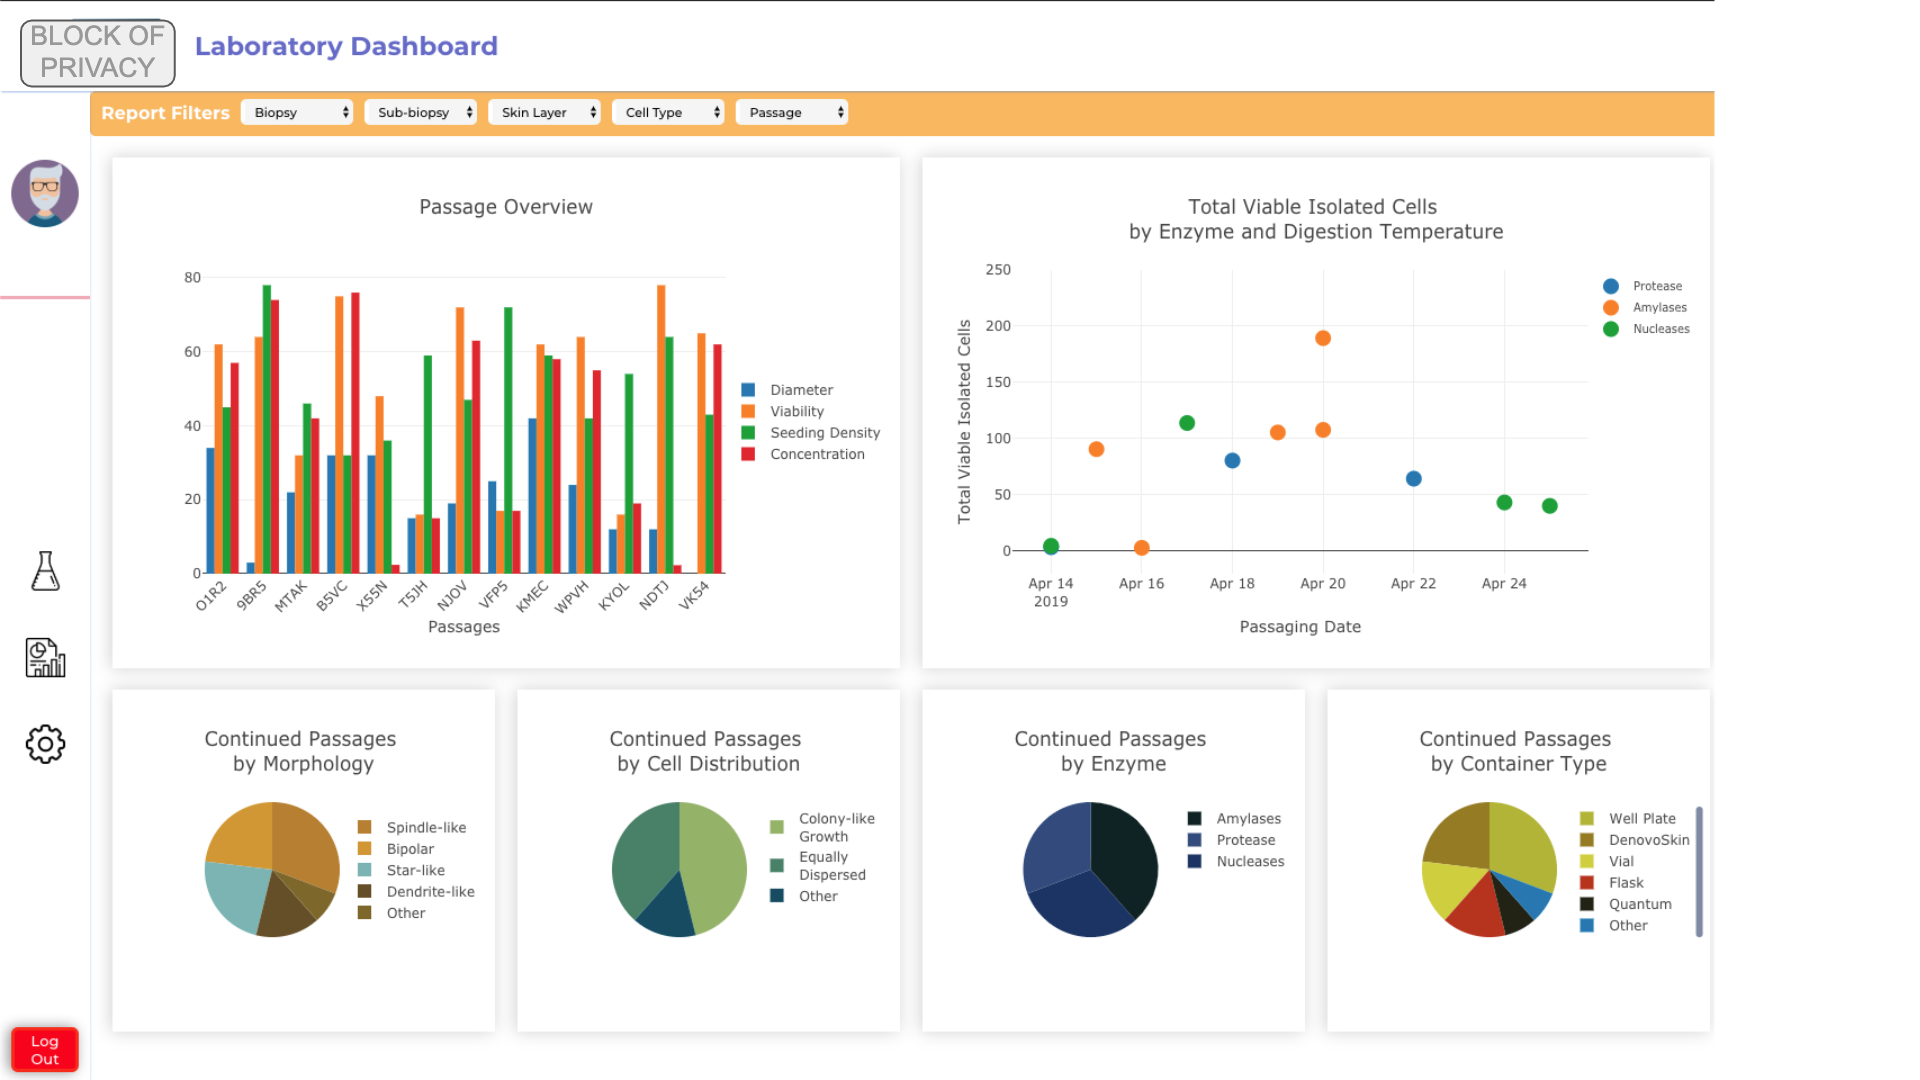 BLOCK OF
PRIVACY
Laboratory Dashboard
Report Filters
Biopsy
Sub-biopsy
Skin Layer
Cell Type
Passage
Passage Overview
80
60
40
20
0
O1R2
9BR5
MTAK
B5VC
X55N
T5JH
NJOV
VFP5
KMEC
WPVH
KYOL
NDTJ
VK54
Passages
Diameter
Viability
Seeding Density
Concentration
Total Viable Isolated Cells
by Enzyme and Digestion Temperature
Total Viable Isolated Cells
250
200
150
100
50
0
Apr 14
2019
Apr 16
Apr 18
Apr 20
Apr 22
Apr 24
Passaging Date
Protease
Amylases
Nucleases
Continued Passages
by Morphology
Spindle-like
Bipolar
Star-like
Dendrite-like
Other
Continued Passages
by Cell Distribution
Colony-like
Growth
Equally
Dispersed
Other
Continued Passages
by Enzyme
Amylases
Protease
Nucleases
Continued Passages
by Container Type
Well Plate
DenovoSkin
Vial
Flask
Quantum
Other
Log
Out